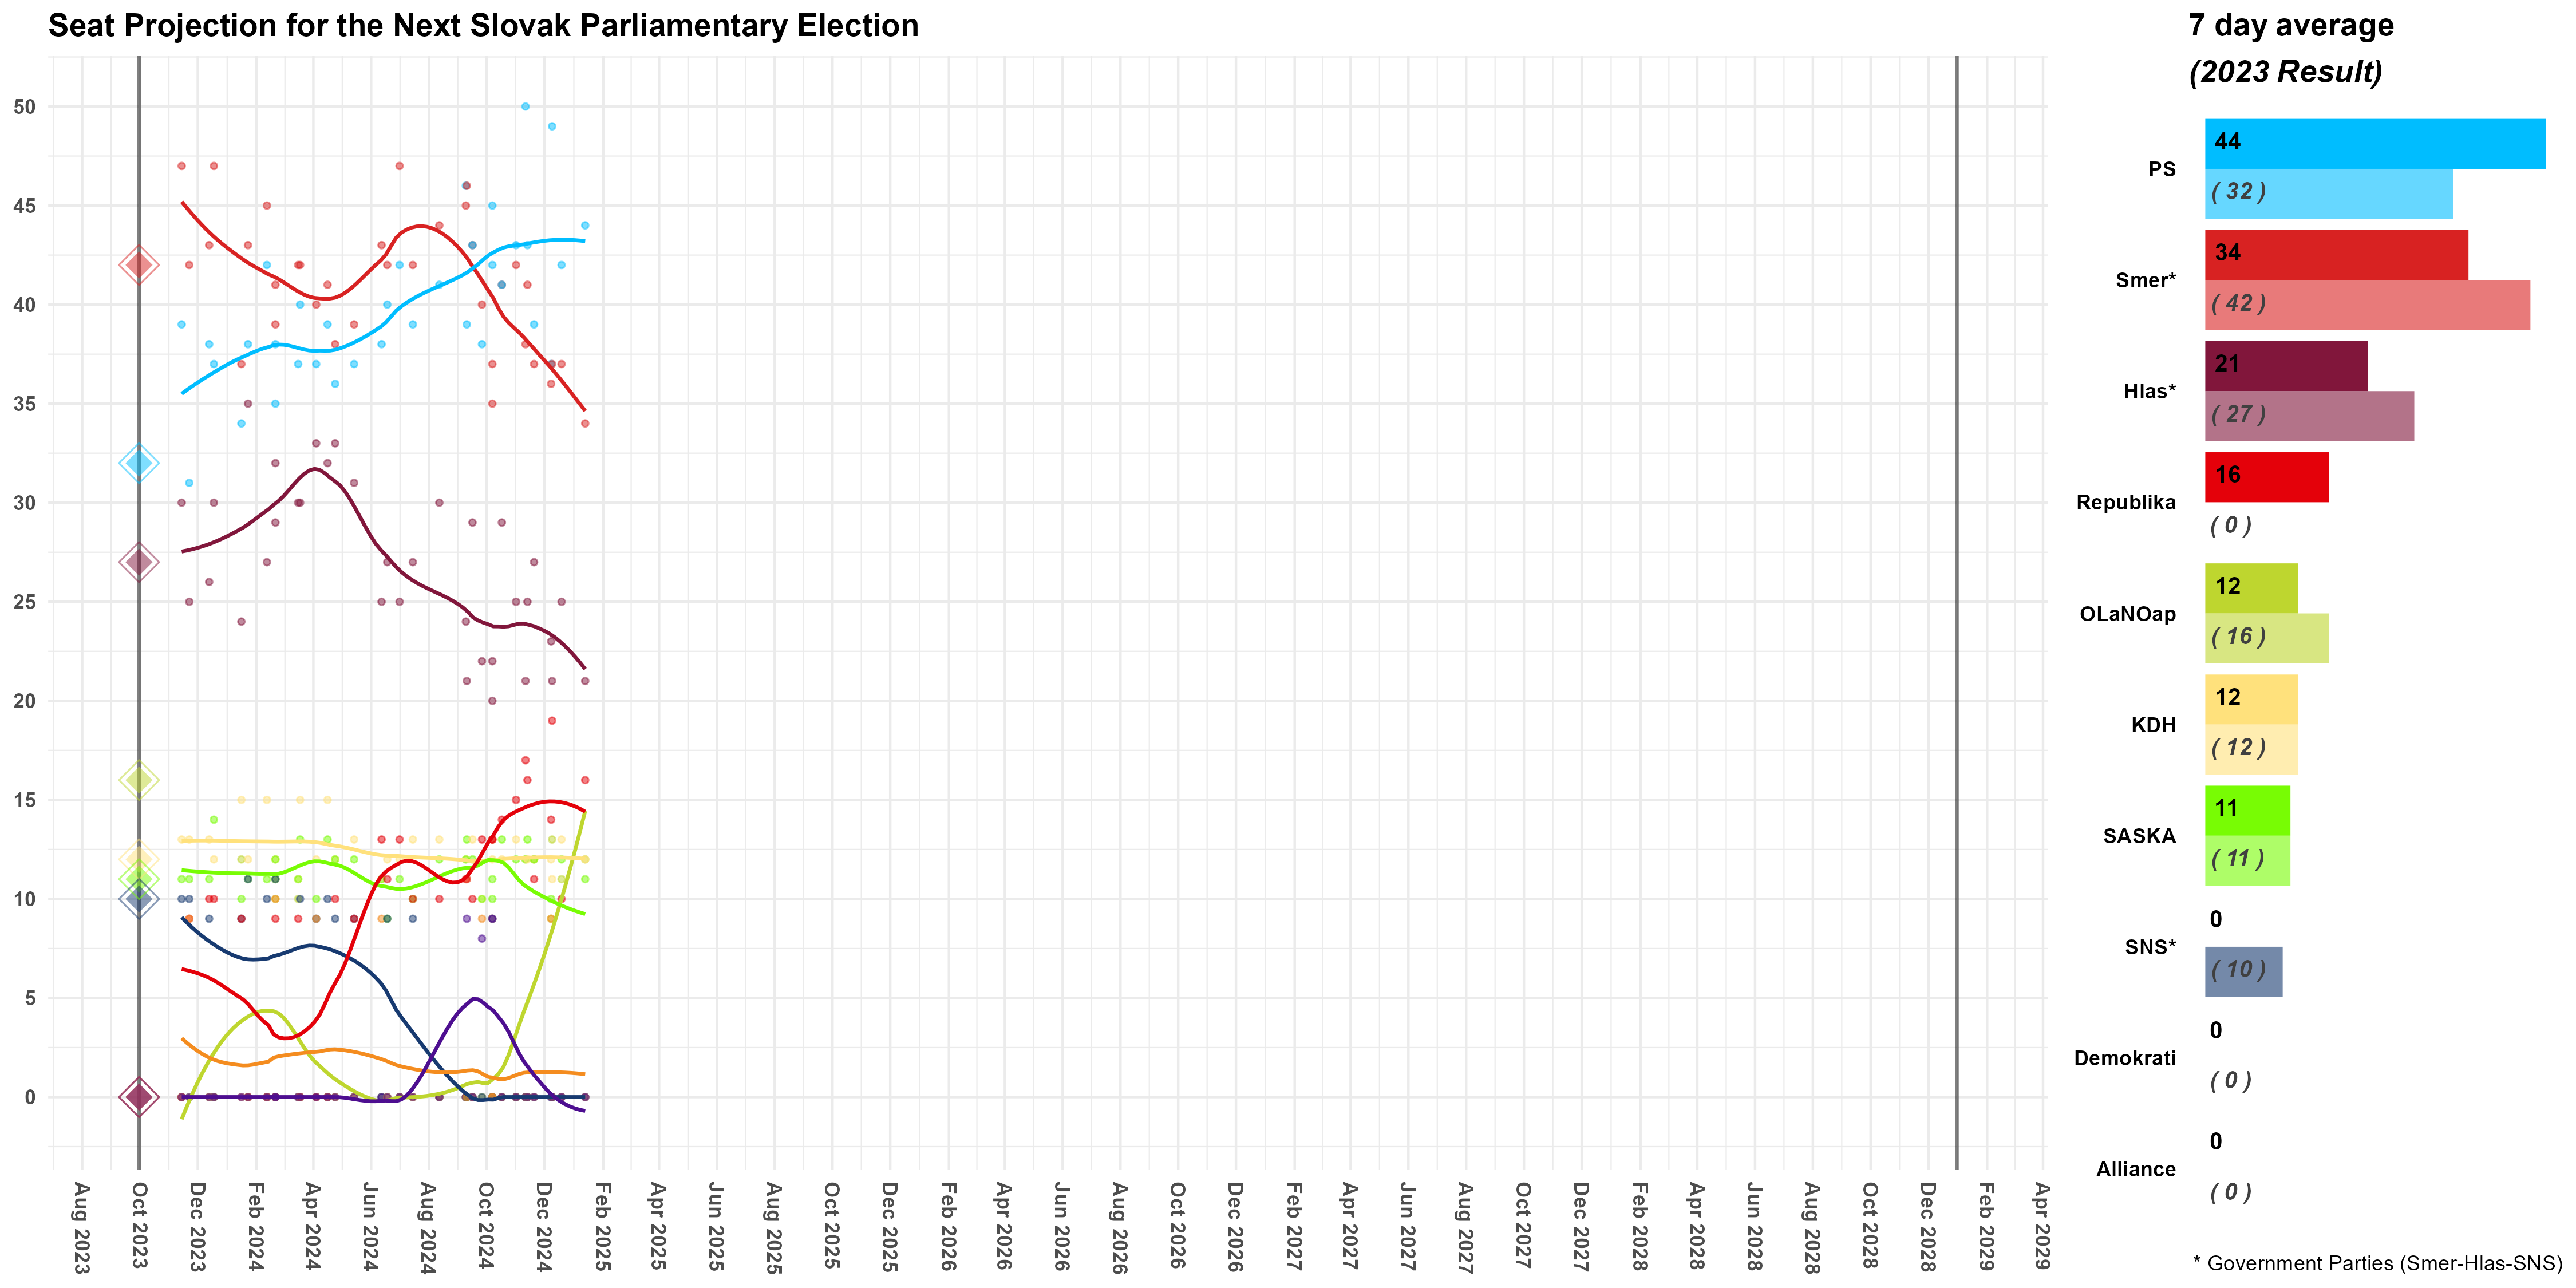 Seat Projection for the Next Slovak Parliamentary Election
50
45
40
35
30
25
20
15
10
5
0
Aug 2023
Oct 2023
Dec 2023
Feb 2024
Apr 2024
Jun 2024
Aug 2024
Oct 2024
Dec 2024
Feb 2025
Apr 2025
Jun 2025
Aug 2025
Oct 2025
Dec 2025
Feb 2026
Apr 2026
Jun 2026
Aug 2026
Oct 2026
Dec 2026
Feb 2027
Apr 2027
Jun 2027
Aug 2027
Oct 2027
Dec 2027
Feb 2028
Apr 2028
Jun 2028
Aug 2028
Oct 2028
Dec 2028
Feb 2029
Apr 2029
7 day average
(2023 Result)
PS
44
( 32 )
Smer*
34
( 42 )
Hlas*
21
( 27 )
Republika
16
( 0 )
OLaNOap
12
( 16 )
KDH
12
( 12 )
SASKA
11
( 11 )
SNS*
0
( 10 )
Demokrati
0
( 0 )
Alliance
0
( 0 )
* Government Parties (Smer-Hlas-SNS)